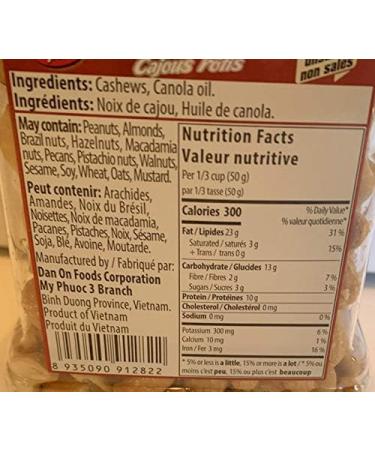 Cajous Rôtis
non sales
Ingredients: Cashews, Canola oil.
Ingrédients: Noix de cajou, Huile de canola.
May contain: Peanuts, Almonds,
Brazil nuts, Hazelnuts, Macadamia
nuts, Pecans, Pistachio nuts, Walnuts,
Sesame, Soy, Wheat, Oats, Mustard.
Peut contenir: Arachides,
Amandes, Noix du Brésil,
Noisettes, Noix de macadamia,
Pacanes, Pistaches, Noix, Sésame,
Soja, Blé, Avoine, Moutarde.
Manufactured by / Fabriqué par:
Dan On Foods Corporation
My Phuoc 3 Branch
Binh Duong Province, Vietnam.
Product of Vietnam
Produit du Vietnam
8 935090 912822
Nutrition Facts
Valeur nutritive
Per 1/3 cup (50 g)
par 1/3 tasse (50 g)
Calories 300
% Daily Value*
% valeur quotidienne*
Fat / Lipides 23 g 31 %
Saturated / saturés 3 g
+ Trans / trans 0 g 15%
Carbohydrate / Glucides 13 g
Fibre / Fibres 2 g 7 %
Sugars / Sucres 3 g 3 %
Protein / Protéines 10 g
Cholesterol / Cholestérol 0 mg
Sodium 0 mg 0 %
Potassium 300 mg 6 %
Calcium 10 mg 1 %
Iron / Fer 3 mg 16 %
* 5% or less is a little, 15% or more is a lot / * 5% ou
moins c'est peu, 15% ou plus c'est beaucoup